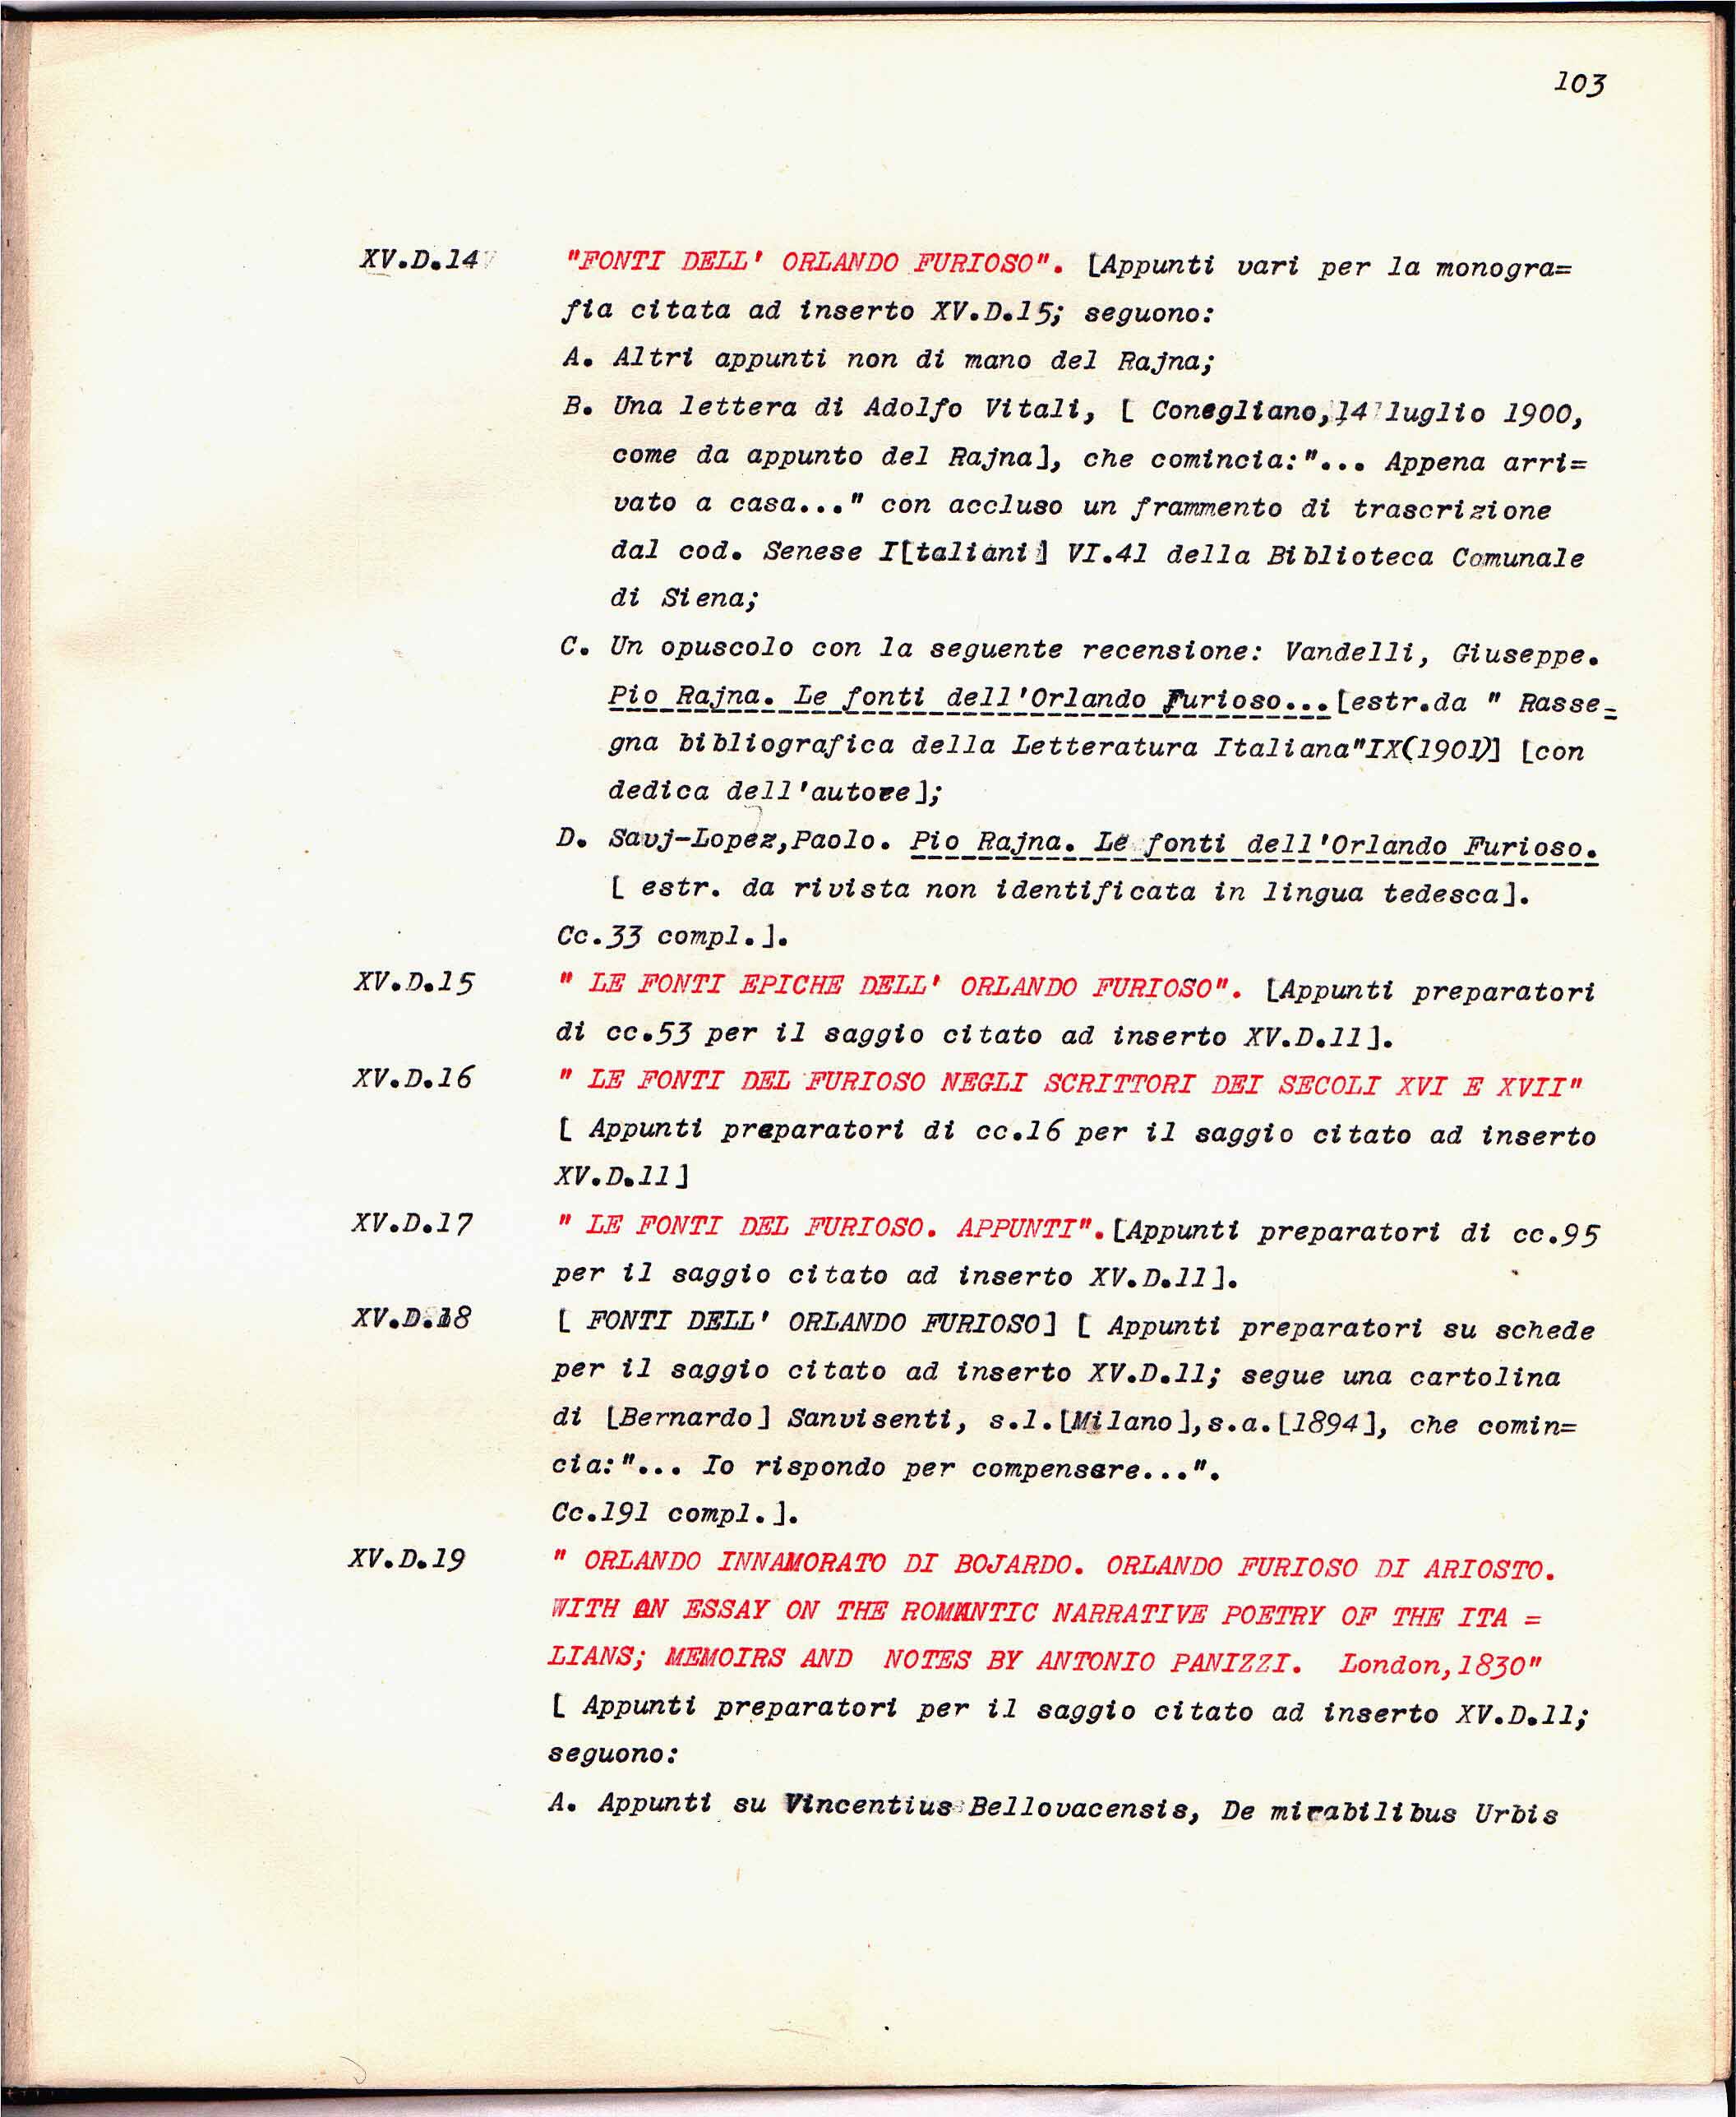 103
XV.D.14 "FONTI DELL' ORLANDO FURIOSO". [Appunti vari per la monogra=
fia citata ad inserto XV.D.15; seguono:
A. Altri appunti non di mano del Rajna;
B. Una lettera di Adolfo Vitali, [ Conegliano, 14 luglio 1900,
come da appunto del Rajna], che comincia:"... Appena arri=
vato a casa..." con accluso un frammento di trascrizione
dal cod. Senese I[taliani] VI.41 della Biblioteca Comunale
di Siena;
C. Un opuscolo con la seguente recensione: Vandelli, Giuseppe.
Pio Rajna. Le fonti dell'Orlando Furioso...[estr.da " Rasse=
gna bibliografica della Letteratura Italiana"IX(1901)] [con
dedica dell'autore];
D. Savj-Lopez,Paolo. Pio Rajna. Le fonti dell'Orlando Furioso.
[ estr. da rivista non identificata in lingua tedesca].
Cc.33 compl.].
XV.D.15 " LE FONTI EPICHE DELL' ORLANDO FURIOSO". [Appunti preparatori
di cc.53 per il saggio citato ad inserto XV.D.11].
XV.D.16 " LE FONTI DEL FURIOSO NEGLI SCRITTORI DEI SECOLI XVI E XVII"
[ Appunti preparatori di cc.16 per il saggio citato ad inserto
XV.D.11]
XV.D.17 " LE FONTI DEL FURIOSO. APPUNTI".[Appunti preparatori di cc.95
per il saggio citato ad inserto XV.D.11].
XV.D.18 [ FONTI DELL' ORLANDO FURIOSO] [ Appunti preparatori su schede
per il saggio citato ad inserto XV.D.11; segue una cartolina
di [Bernardo] Sanvisenti, s.l.[Milano],s.a.[1894], che comin=
cia:"... Io rispondo per compensare...".
Cc.191 compl.].
XV.D.19 " ORLANDO INNAMORATO DI BOJARDO. ORLANDO FURIOSO DI ARIOSTO.
WITH AN ESSAY ON THE ROMANTIC NARRATIVE POETRY OF THE ITA =
LIANS; MEMOIRS AND NOTES BY ANTONIO PANIZZI. London,1830"
[ Appunti preparatori per il saggio citato ad inserto XV.D.11;
seguono:
A. Appunti su Vincentius Bellovacensis, De mirabilibus Urbis